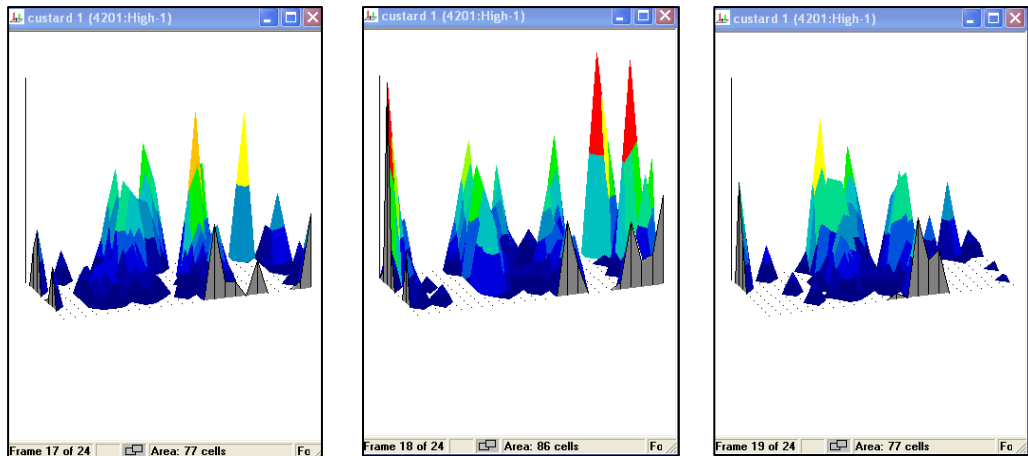 custard 1 (4201:High-1)
custard 1 (4201:High-1)
custard 1 (4201:High-1)
Frame 17 of 24 Area: 77 cells Fo
Frame 18 of 24 Area: 86 cells Fo
Frame 19 of 24 Area: 77 cells Fo